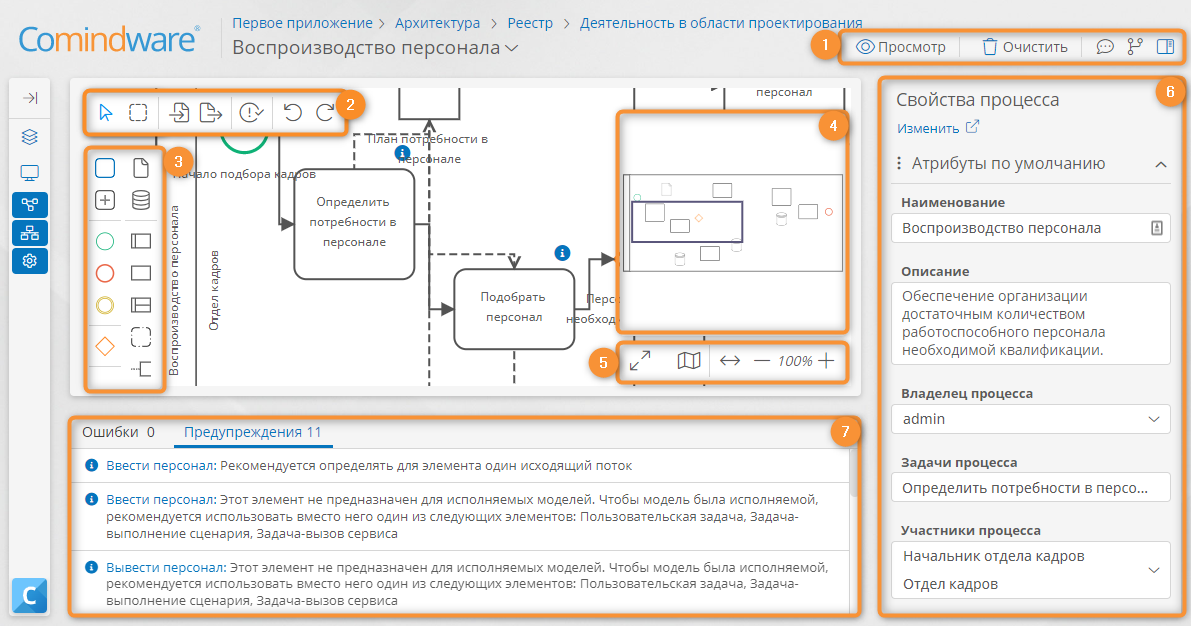 Comindware®
Первое приложение > Архитектура > Реестр > Деятельность в области проектирования
Воспроизводство персонала
1
Просмотр
Очистить
2
3
Воспроизводство персонала
Отдел кадров
Начало подбора кадров
План потребности в
персонале
Определить
потребности в
персонале
Подобрать
персонал
Персо
необход
персонал
4
5
100%
6
Свойства процесса
Изменить
Атрибуты по умолчанию
Наименование
Воспроизводство персонала
Описание
Обеспечение организации
достаточным количеством
работоспособного персонала
необходимой квалификации.
Владелец процесса
admin
Задачи процесса
Определить потребности в персо...
Участники процесса
Начальник отдела кадров
Отдел кадров
7
Ошибки 0
Предупреждения 11
Ввести персонал: Рекомендуется определять для элемента один исходящий поток
Ввести персонал: Этот элемент не предназначен для исполняемых моделей. Чтобы модель была исполняемой,
рекомендуется использовать вместо него один из следующих элементов: Пользовательская задача, Задача-
выполнение сценария, Задача-вызов сервиса
Вывести персонал: Этот элемент не предназначен для исполняемых моделей. Чтобы модель была исполняемой,
рекомендуется использовать вместо него один из следующих элементов: Пользовательская задача, Задача-
выполнение сценария, Задача-вызов сервиса
C